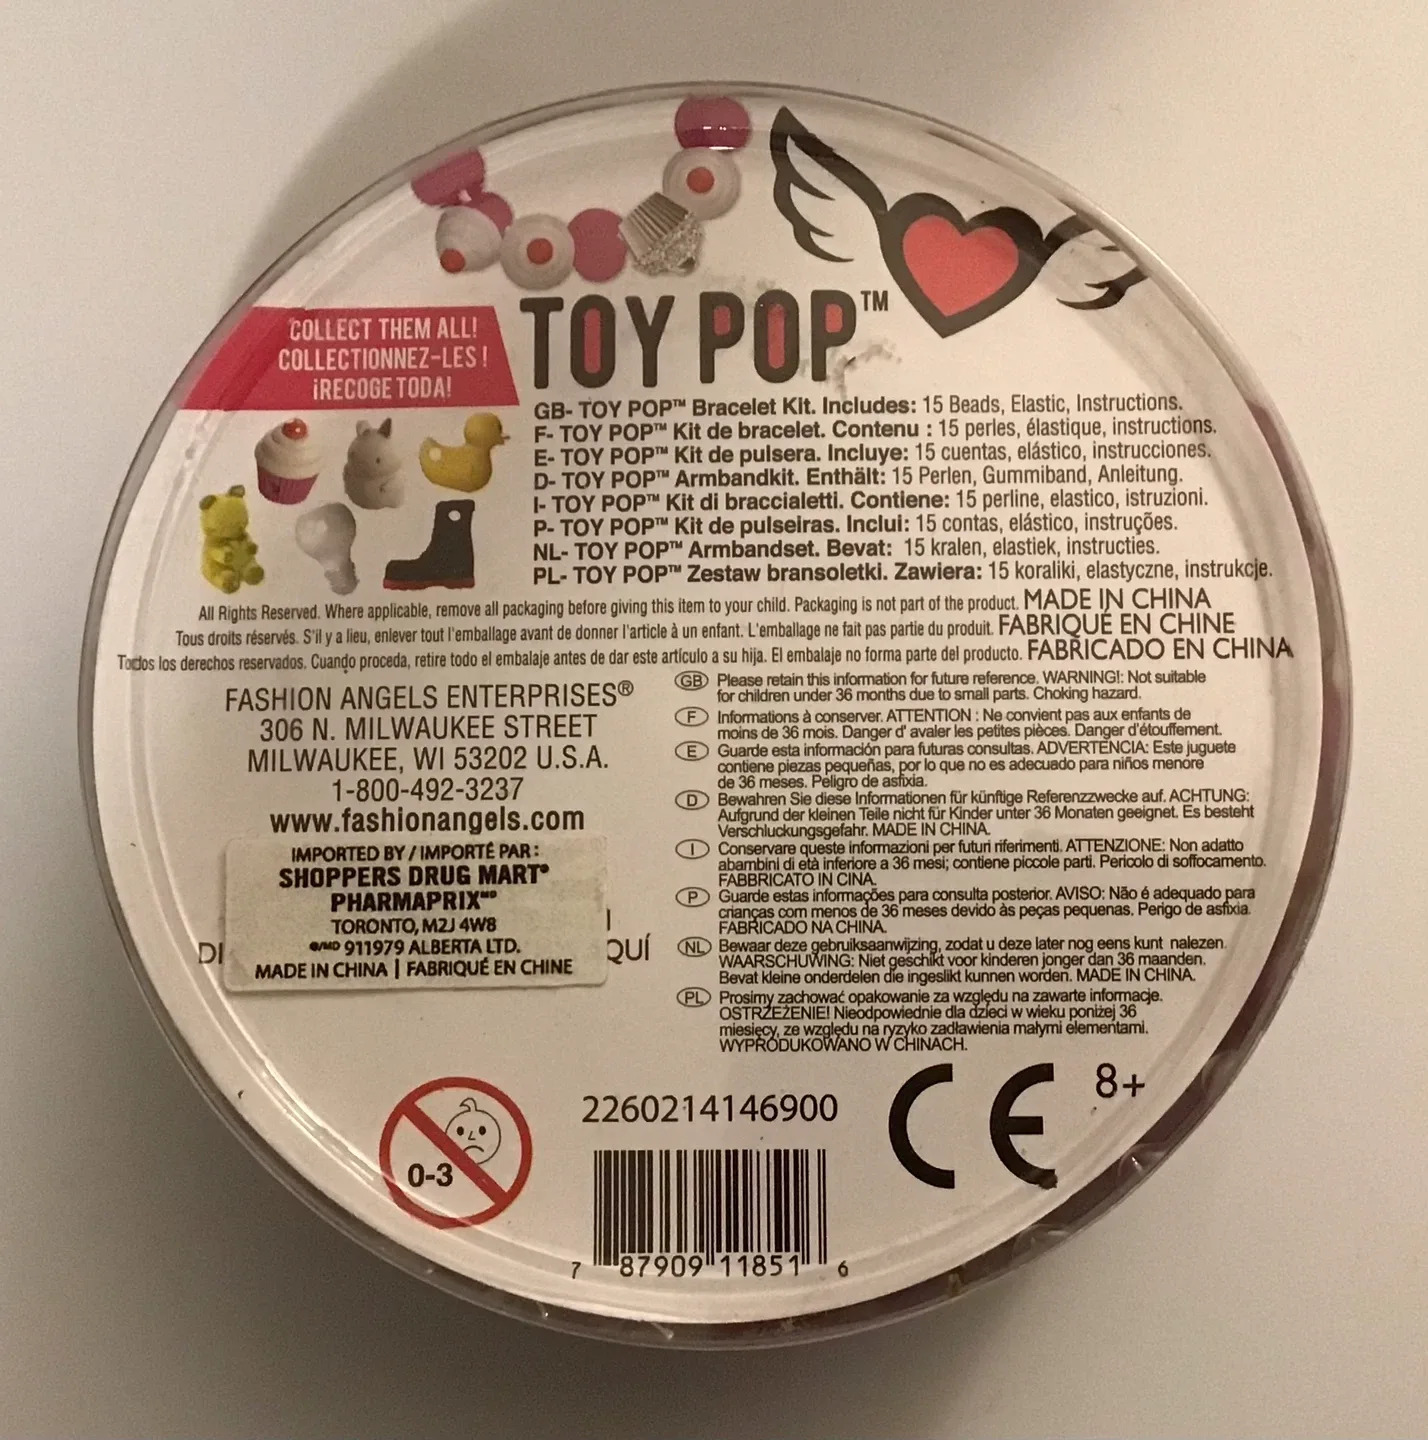 COLLECT THEM ALL!
COLLECTIONNEZ-LES !
¡RECOGE TODA!
TOY POP™
GB- TOY POP™ Bracelet Kit. Includes: 15 Beads, Elastic, Instructions.
F- TOY POP™ Kit de bracelet. Contenu : 15 perles, élastique, instructions.
E- TOY POP™ Kit de pulsera. Incluye: 15 cuentas, elástico, instrucciones.
D- TOY POP™ Armbandkit. Enthält: 15 Perlen, Gummiband, Anleitung.
I- TOY POP™ Kit di braccialetti. Contiene: 15 perline, elastico, istruzioni.
P- TOY POP™ Kit de pulseiras. Inclui: 15 contas, elástico, instruções.
NL- TOY POP™ Armbandset. Bevat: 15 kralen, elastiek, instructies.
PL- TOY POP™ Zestaw bransoletki. Zawiera: 15 koraliki, elastyczne, instrukcje.
All Rights Reserved. Where applicable, remove all packaging before giving this item to your child. Packaging is not part of the product. MADE IN CHINA
Tous droits réservés. S'il y a lieu, enlever tout l'emballage avant de donner l'article à un enfant. L'emballage ne fait pas partie du produit. FABRIQUÉ EN CHINE
Todos los derechos reservados. Cuando proceda, retire todo el embalaje antes de dar este artículo a su hija. El embalaje no forma parte del producto. FABRICADO EN CHINA
FASHION ANGELS ENTERPRISES®
306 N. MILWAUKEE STREET
MILWAUKEE, WI 53202 U.S.A.
1-800-492-3237
www.fashionangels.com
IMPORTED BY / IMPORTÉ PAR :
SHOPPERS DRUG MART®
PHARMAPRIX MD
TORONTO, M2J 4W8
®/MD 911979 ALBERTA LTD.
MADE IN CHINA | FABRIQUÉ EN CHINE
DI
QUÍ
GB Please retain this information for future reference. WARNING!: Not suitable
for children under 36 months due to small parts. Choking hazard.
F Informations à conserver. ATTENTION : Ne convient pas aux enfants de
moins de 36 mois. Danger d' avaler les petites pièces. Danger d'étouffement.
E Guarde esta información para futuras consultas. ADVERTENCIA: Este juguete
contiene piezas pequeñas, por lo que no es adecuado para niños menore
de 36 meses. Peligro de asfixia.
D Bewahren Sie diese Informationen für künftige Referenzzwecke auf. ACHTUNG:
Aufgrund der kleinen Teile nicht für Kinder unter 36 Monaten geeignet. Es besteht
Verschluckungsgefahr. MADE IN CHINA.
I Conservare queste informazioni per futuri riferimenti. ATTENZIONE: Non adatto
abambini di età inferiore a 36 mesi; contiene piccole parti. Pericolo di soffocamento.
FABBRICATO IN CINA.
P Guarde estas informações para consulta posterior. AVISO: Não é adequado para
crianças com menos de 36 meses devido às peças pequenas. Perigo de asfixia.
FABRICADO NA CHINA.
NL Bewaar deze gebruiksaanwijzing, zodat u deze later nog eens kunt nalezen.
WAARSCHUWING: Niet geschikt voor kinderen jonger dan 36 maanden.
Bevat kleine onderdelen die ingeslikt kunnen worden. MADE IN CHINA.
PL Prosimy zachować opakowanie za względu na zawarte informacje.
OSTRZEŻENIE! Nieodpowiednie dla dzieci w wieku poniżej 36
miesięcy, ze względu na ryzyko zadławienia małymi elementami.
WYPRODUKOWANO W CHINACH.
0-3
2260214146900
CE
8+
7 87909 11851 6